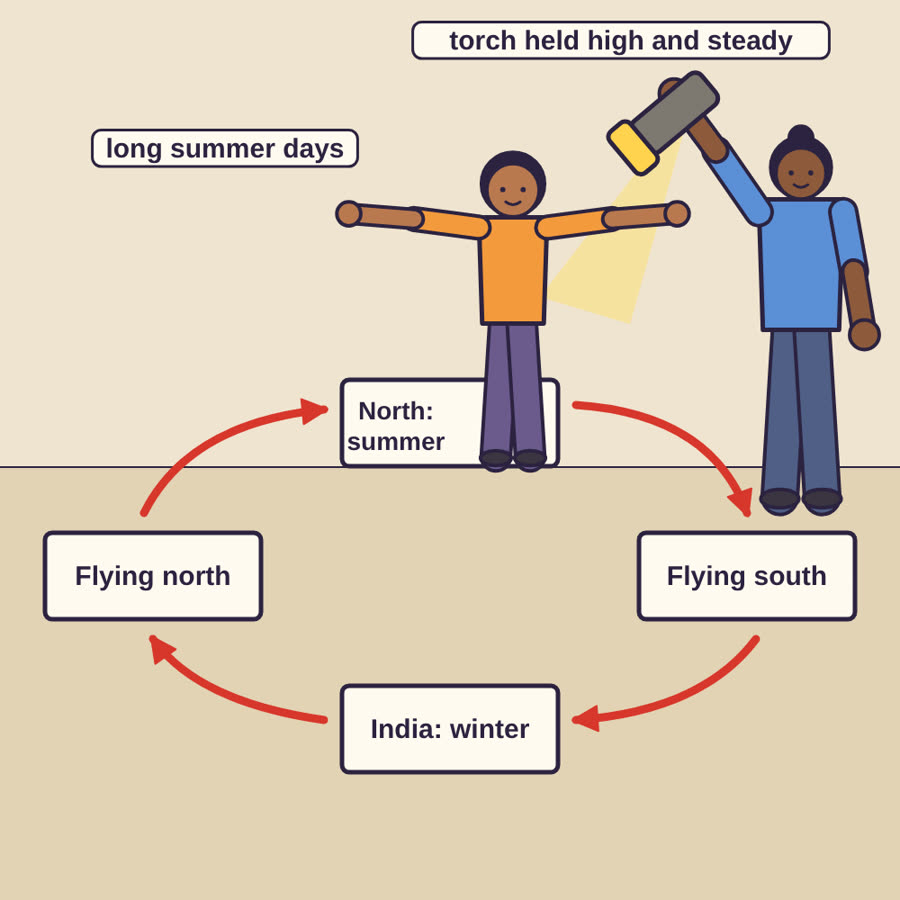 torch held high and steady
long summer days
North:
summer
Flying north
Flying south
India: winter